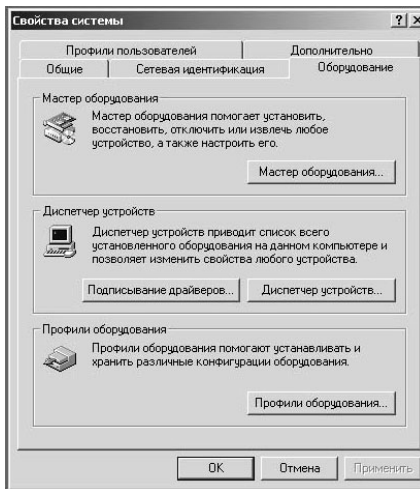 Свойства системы
Профили пользователей
Дополнительно
Общие
Сетевая идентификация
Оборудование
Мастер оборудования
Мастер оборудования помогает установить,
восстановить, отключить или извлечь любое
устройство, а также настроить его.
Мастер оборудования...
Диспетчер устройств
Диспетчер устройств приводит список всего
установленного оборудования на данном компьютере и
позволяет изменить свойства любого устройства.
Подписывание драйверов...
Диспетчер устройств...
Профили оборудования
Профили оборудования помогают устанавливать и
хранить различные конфигурации оборудования.
Профили оборудования...
OK
Отмена
Применить